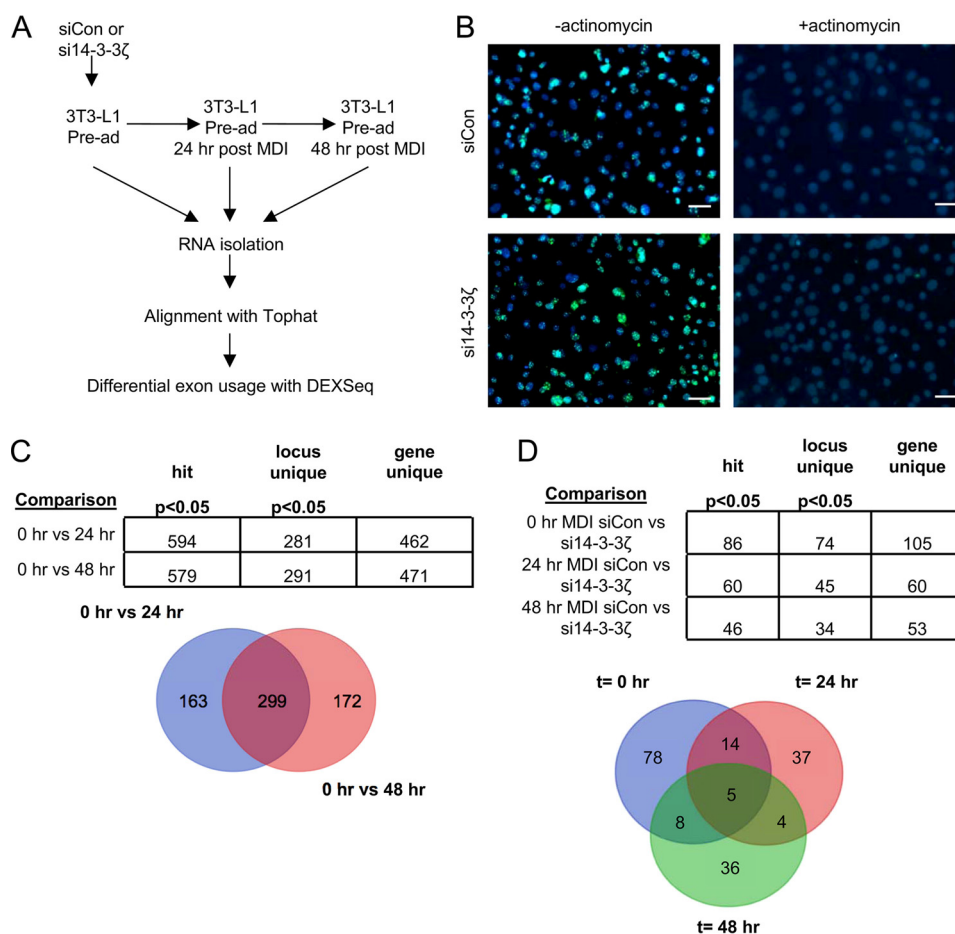 A
siCon or
si14-3-3ζ
3T3-L1
Pre-ad
3T3-L1
Pre-ad
24 hr post MDI
3T3-L1
Pre-ad
48 hr post MDI
RNA isolation
Alignment with Tophat
Differential exon usage with DEXSeq
B
-actinomycin
+actinomycin
siCon
si14-3-3ζ
C
hit
locus
unique
gene
unique
Comparison
p<0.05
p<0.05
0 hr vs 24 hr
594
281
462
0 hr vs 48 hr
579
291
471
0 hr vs 24 hr
163
299
172
0 hr vs 48 hr
D
hit
locus
unique
gene
unique
Comparison
p<0.05
p<0.05
0 hr MDI siCon vs
si14-3-3ζ
86
74
105
24 hr MDI siCon vs
si14-3-3ζ
60
45
60
48 hr MDI siCon vs
si14-3-3ζ
46
34
53
t= 0 hr
t= 24 hr
78
14
37
5
8
4
36
t= 48 hr